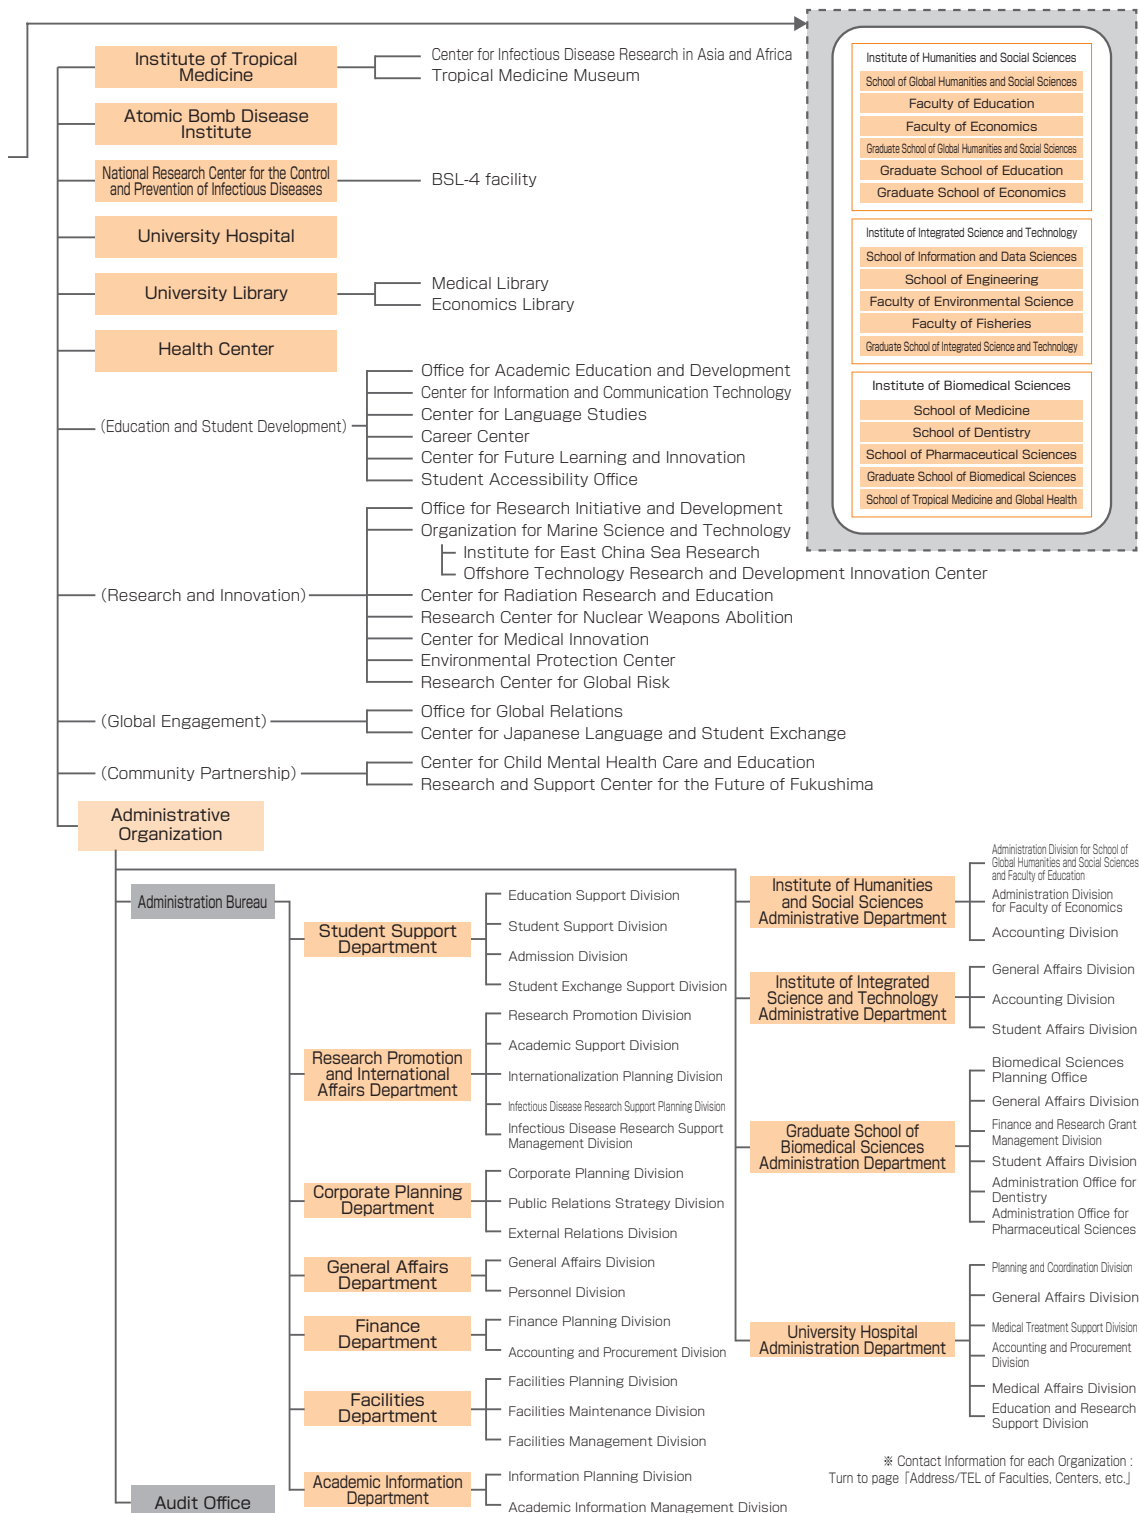 Institute of Tropical
Medicine
Center for Infectious Disease Research in Asia and Africa
Tropical Medicine Museum
Atomic Bomb Disease
Institute
National Research Center for the Control
and Prevention of Infectious Diseases
BSL-4 facility
University Hospital
University Library
Medical Library
Economics Library
Health Center
(Education and Student Development)
Office for Academic Education and Development
Center for Information and Communication Technology
Center for Language Studies
Career Center
Center for Future Learning and Innovation
Student Accessibility Office
(Research and Innovation)
Office for Research Initiative and Development
Organization for Marine Science and Technology
Institute for East China Sea Research
Offshore Technology Research and Development Innovation Center
Center for Radiation Research and Education
Research Center for Nuclear Weapons Abolition
Center for Medical Innovation
Environmental Protection Center
Research Center for Global Risk
(Global Engagement)
Office for Global Relations
Center for Japanese Language and Student Exchange
(Community Partnership)
Center for Child Mental Health Care and Education
Research and Support Center for the Future of Fukushima
Institute of Humanities and Social Sciences
School of Global Humanities and Social Sciences
Faculty of Education
Faculty of Economics
Graduate School of Global Humanities and Social Sciences
Graduate School of Education
Graduate School of Economics
Institute of Integrated Science and Technology
School of Information and Data Sciences
School of Engineering
Faculty of Environmental Science
Faculty of Fisheries
Graduate School of Integrated Science and Technology
Institute of Biomedical Sciences
School of Medicine
School of Dentistry
School of Pharmaceutical Sciences
Graduate School of Biomedical Sciences
School of Tropical Medicine and Global Health
Administrative
Organization
Administration Bureau
Student Support
Department
Education Support Division
Student Support Division
Admission Division
Student Exchange Support Division
Research Promotion
and International
Affairs Department
Research Promotion Division
Academic Support Division
Internationalization Planning Division
Infectious Disease Research Support Planning Division
Infectious Disease Research Support
Management Division
Corporate Planning
Department
Corporate Planning Division
Public Relations Strategy Division
External Relations Division
General Affairs
Department
General Affairs Division
Personnel Division
Finance
Department
Finance Planning Division
Accounting and Procurement Division
Facilities
Department
Facilities Planning Division
Facilities Maintenance Division
Facilities Management Division
Academic Information
Department
Information Planning Division
Academic Information Management Division
Audit Office
Institute of Humanities
and Social Sciences
Administrative Department
Administration Division for School of
Global Humanities and Social Sciences
and Faculty of Education
Administration Division
for Faculty of Economics
Accounting Division
Institute of Integrated
Science and Technology
Administrative Department
General Affairs Division
Accounting Division
Student Affairs Division
Graduate School of
Biomedical Sciences
Administration Department
Biomedical Sciences
Planning Office
General Affairs Division
Finance and Research Grant
Management Division
Student Affairs Division
Administration Office for
Dentistry
Administration Office for
Pharmaceutical Sciences
University Hospital
Administration Department
Planning and Coordination Division
General Affairs Division
Medical Treatment Support Division
Accounting and Procurement
Division
Medical Affairs Division
Education and Research
Support Division
※ Contact Information for each Organization :
Turn to page「Address/TEL of Faculties, Centers, etc.」